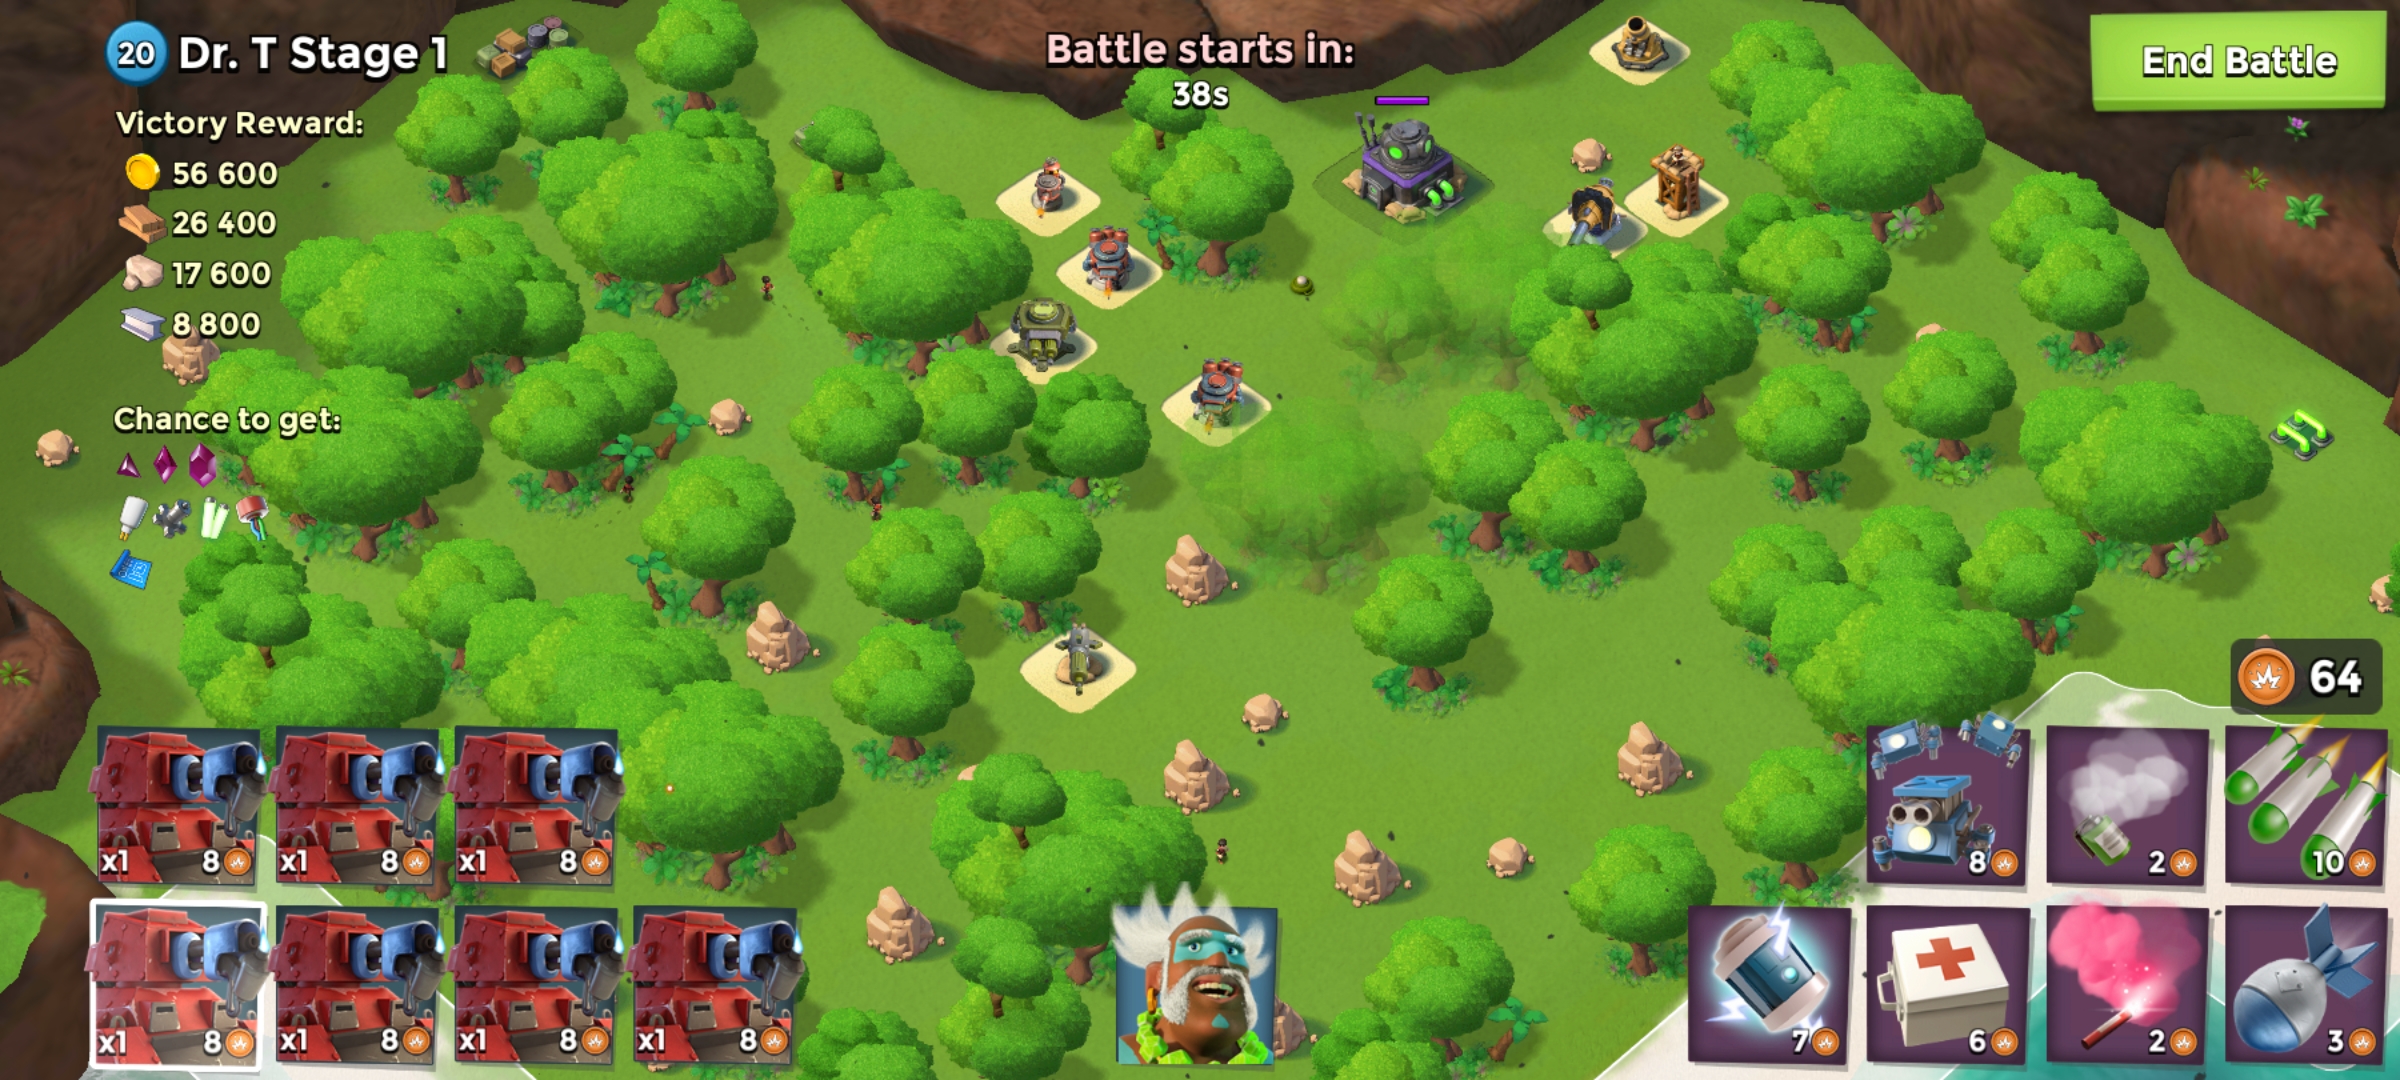 20 Dr. T Stage 1
Battle starts in:
38s
End Battle
Victory Reward:
56 600
26 400
17 600
8 800
Chance to get:
64
x1 8
x1 8
x1 8
8
2
10
x1 8
x1 8
x1 8
x1 8
7
6
2
3